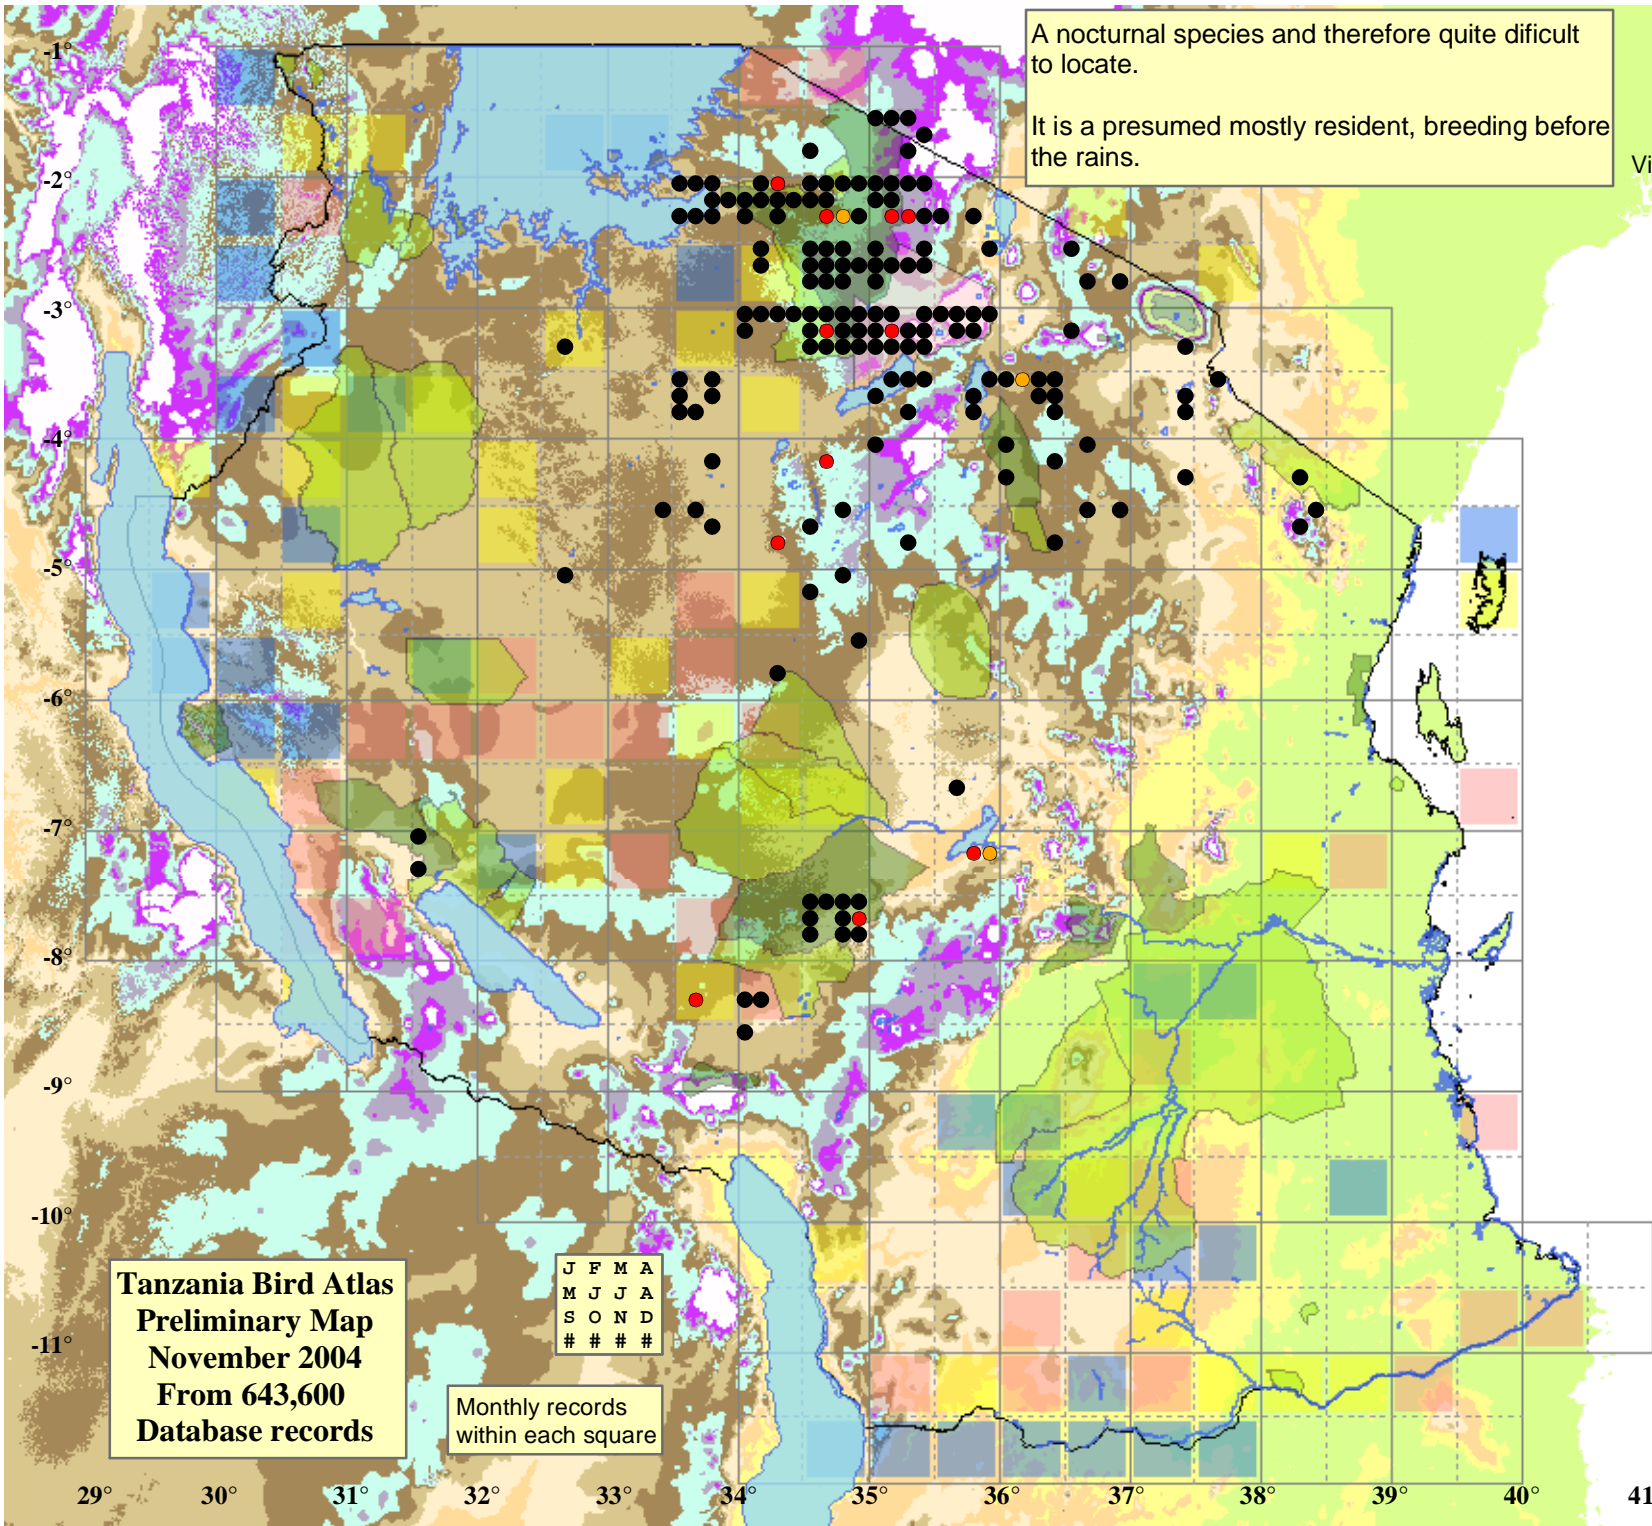 A nocturnal species and therefore quite dificult
to locate.
It is a presumed mostly resident, breeding before
the rains.
Vi
-1°
-2°
-3°
-4°
-5°
-6°
-7°
-8°
-9°
-10°
-11°
Tanzania Bird Atlas
Preliminary Map
November 2004
From 643,600
Database records
J F M A
M J J A
S O N D
# # # #
Monthly records
within each square
29° 30° 31° 32° 33° 34° 35° 36° 37° 38° 39° 40° 41